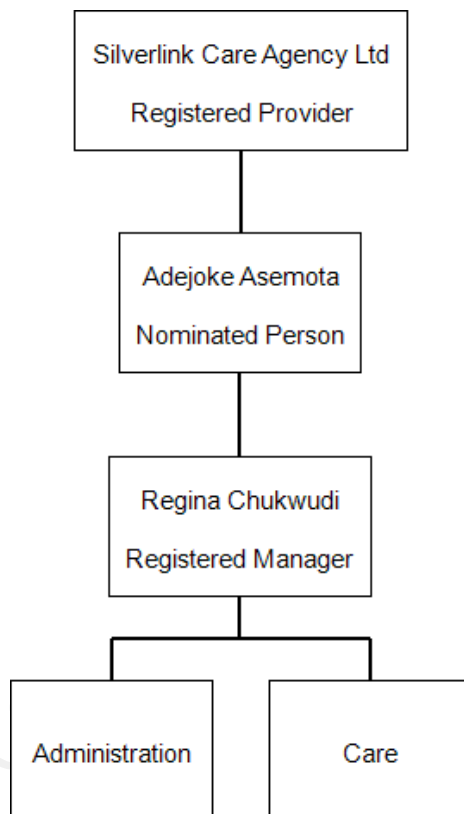 Silverlink Care Agency Ltd
Registered Provider
Adejoke Asemota
Nominated Person
Regina Chukwudi
Registered Manager
Administration
Care